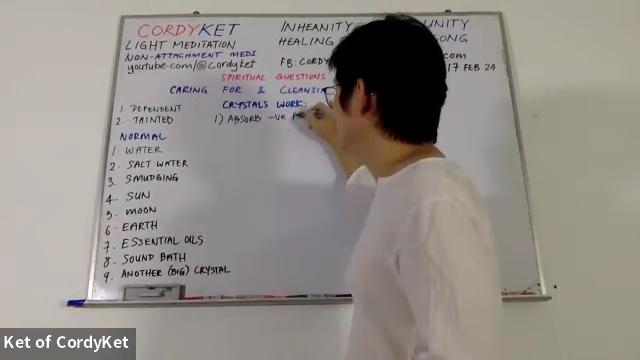 CORDYKET INHEANITY UNITY
LIGHT MEDITATION HEALING GONG
NON-ATTACHMENT MEDI
youtube.com/@Cordyket FB: CORDY com
17 FEB 24
SPIRITUAL QUESTIONS
CARING FOR & CLEANSI
CRYSTALS WORK:
1. DEPENDENT
2. TAINTED
1) ABSORB -ve
NORMAL
1 WATER
2. SALT WATER
3. SMUDGING
4. SUN
5. MOON
6. EARTH
7. ESSENTIAL OILS
8. SOUND BATH
9. ANOTHER (BIG) CRYSTAL
Ket of CordyKet